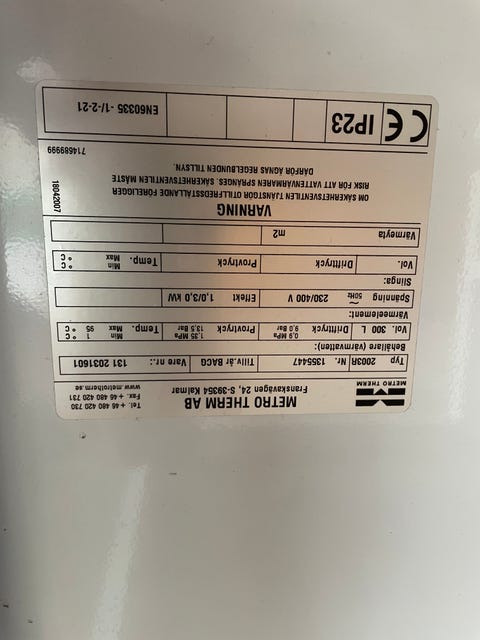 METRO THERM
METRO THERM AB
Franskavägen, 24, S-39354 Kalmar
Tel. + 46 480 420 730
Fax. + 46 480 420 731
www.metrotherm.se
Typ 2003R Nr. 1355447 Tillv.år BACG Vare nr.: 131 2031601
Behållare (värmvatten):
Vol. 300 L Drifttryck 0,9 MPa 9.0 Bar Provtryck 1,35 MPa 13,5 Bar Temp. Min 1 °C Max 95 °C
Värmeelement:
Spänning ~ 50Hz 230/400 V Effekt 1,0/3,0 kW
Slinga:
Vol. Drifttryck Provtryck Temp. Min °C Max °C
Värmeyta m2
VARNING
OM SÄKERHETSVENTILEN TJÄNSTGÖR OTILLFREDSSTÄLLANDE FÖRELIGGER
RISK FÖR ATT VATTENVÄRMAREN SPRÄNGES. SÄKERHETSVENTILEN MÅSTE
DÄRFÖR ÄGNAS REGELBUNDEN TILLSYN.
18042007
714689999
CE IP23 EN60335 -1/-2-21